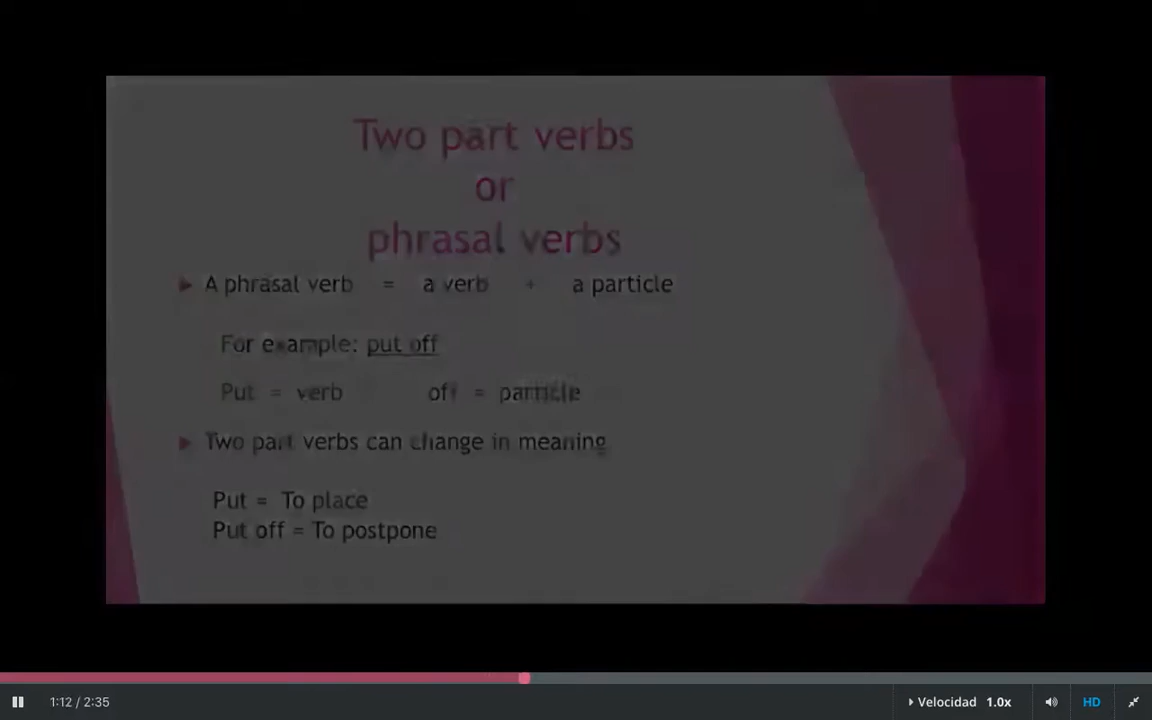 Two part verbs
or
phrasal verbs
A phrasal verb = a verb + a particle
For example: put off
Put = verb off = particle
Two part verbs can change in meaning
Put = To place
Put off = To postpone
1:12 / 2:35 Velocidad 1.0x HD